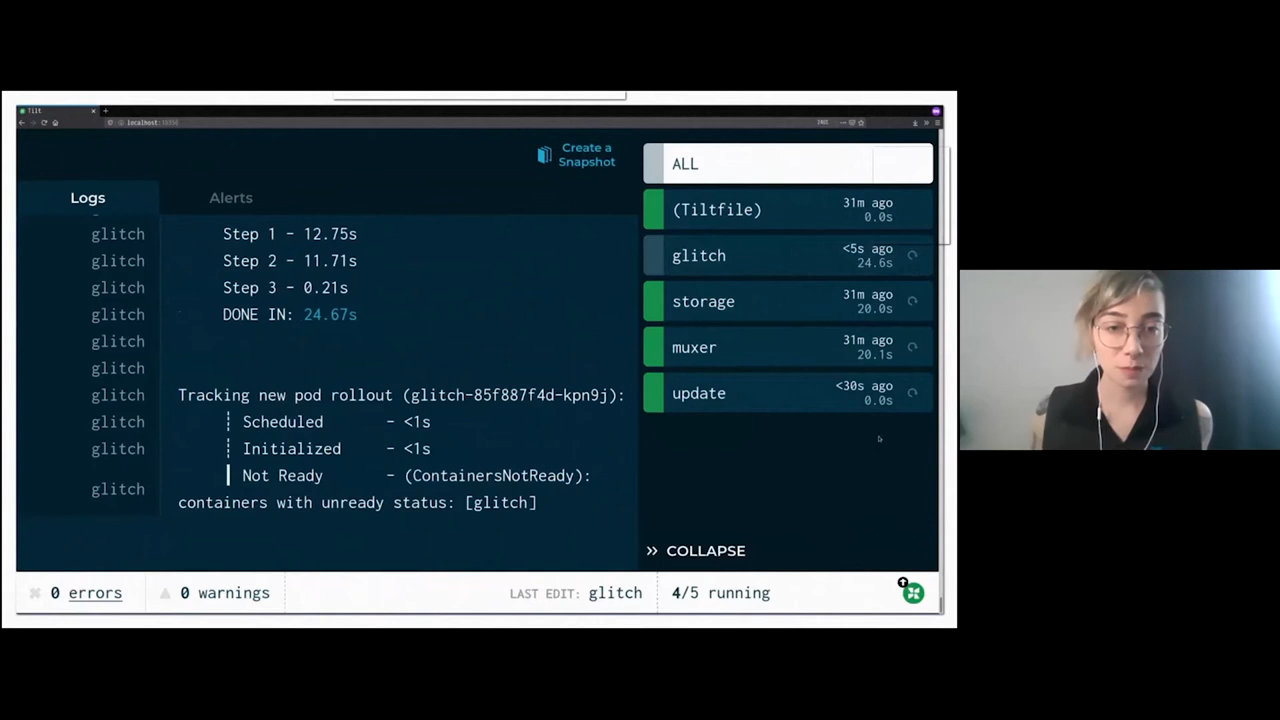 Tilt
localhost:10350
Create a
Snapshot
Logs
Alerts
glitch Step 1 - 12.75s
glitch Step 2 - 11.71s
glitch Step 3 - 0.21s
glitch DONE IN: 24.67s
glitch
glitch
glitch Tracking new pod rollout (glitch-85f887f4d-kpn9j):
glitch Scheduled - <1s
glitch Initialized - <1s
glitch Not Ready - (ContainersNotReady):
containers with unready status: [glitch]
ALL
(Tiltfile) 31m ago
0.0s
glitch <5s ago
24.6s
storage 31m ago
20.0s
muxer 31m ago
20.1s
update <30s ago
0.0s
» COLLAPSE
0 errors
0 warnings
LAST EDIT: glitch
4/5 running